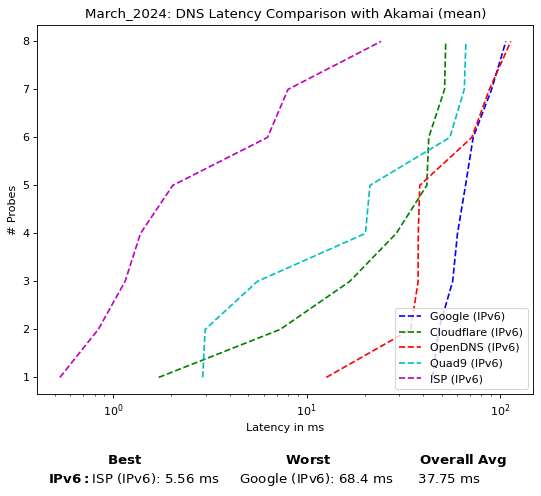 March_2024: DNS Latency Comparison with Akamai (mean)
8
7
6
5
4
3
2
1
# Probes
Google (IPv6)
Cloudflare (IPv6)
OpenDNS (IPv6)
Quad9 (IPv6)
ISP (IPv6)
10⁰ 10¹ 10²
Latency in ms
Best Worst Overall Avg
IPv6: ISP (IPv6): 5.56 ms Google (IPv6): 68.4 ms 37.75 ms